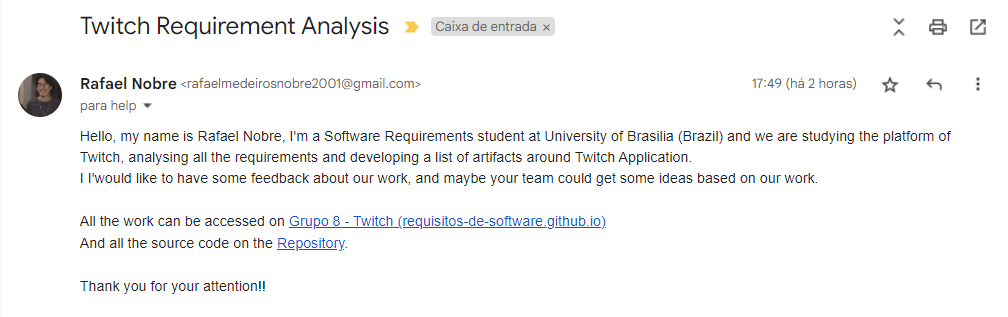 Twitch Requirement Analysis Caixa de entrada ×
Rafael Nobre <rafaelmedeirosnobre2001@gmail.com> 17:49 (há 2 horas)
para help
Hello, my name is Rafael Nobre, I'm a Software Requirements student at University of Brasilia (Brazil) and we are studying the platform of
Twitch, analysing all the requirements and developing a list of artifacts around Twitch Application.
I I'would like to have some feedback about our work, and maybe your team could get some ideas based on our work.
All the work can be accessed on Grupo 8 - Twitch (requisitos-de-software.github.io)
And all the source code on the Repository.
Thank you for your attention!!